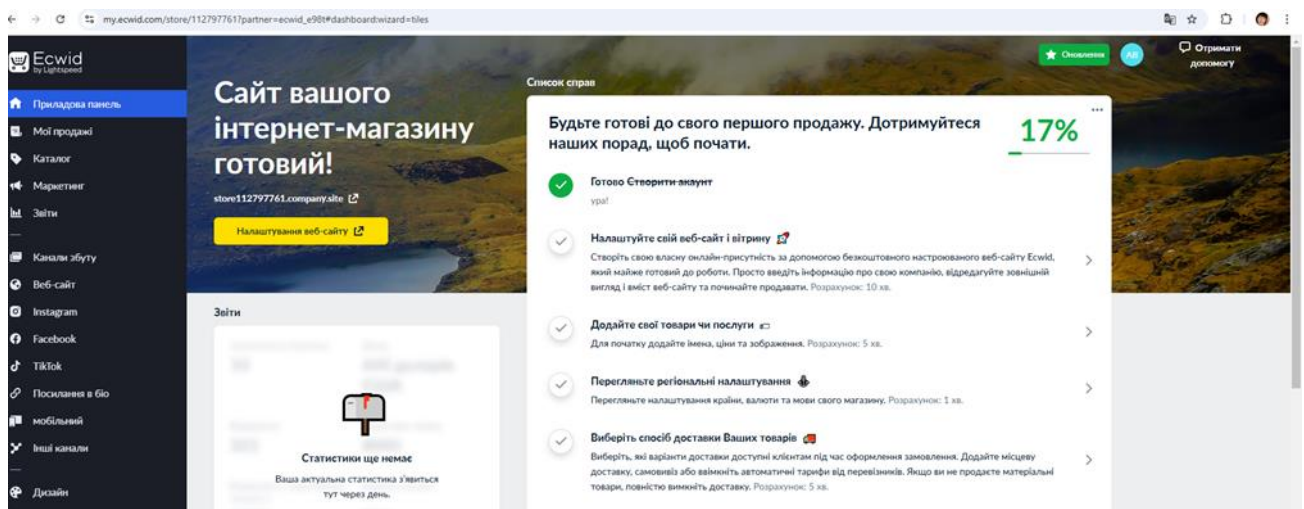 my.ecwid.com/store/112797761?partner=ecwid_e98t#dashboard:wizard=tiles
Ecwid
by Lightspeed
Приладова панель
Мої продажі
Каталог
Маркетинг
Звіти
Канали збуту
Веб-сайт
Instagram
Facebook
TikTok
Посилання в біо
мобільний
Інші канали
Дизайн
Сайт вашого
інтернет-магазину
готовий!
store112797761.company.site
Налаштування веб-сайту
Звіти
Статистики ще немає
Ваша актуальна статистика з'явиться
тут через день.
Оновлення
АВ
Отримати
допомогу
Список справ
Будьте готові до свого першого продажу. Дотримуйтеся
наших порад, щоб почати.
17%
Готово Створити акаунт
ура!
Налаштуйте свій веб-сайт і вітрину
Створіть свою власну онлайн-присутність за допомогою безкоштовного настроюваного веб-сайту Ecwid,
який майже готовий до роботи. Просто введіть інформацію про свою компанію, відредагуйте зовнішній
вигляд і вміст веб-сайту та починайте продавати. Розрахунок: 10 хв.
Додайте свої товари чи послуги
Для початку додайте імена, ціни та зображення. Розрахунок: 5 хв.
Перегляньте регіональні налаштування
Перегляньте налаштування країни, валюти та мови свого магазину. Розрахунок: 1 хв.
Виберіть спосіб доставки Ваших товарів
Виберіть, які варіанти доставки доступні клієнтам під час оформлення замовлення. Додайте місцеву
доставку, самовивіз або ввімкніть автоматичні тарифи від перевізників. Якщо ви не продаєте матеріальні
товари, повністю вимкніть доставку. Розрахунок: 5 хв.